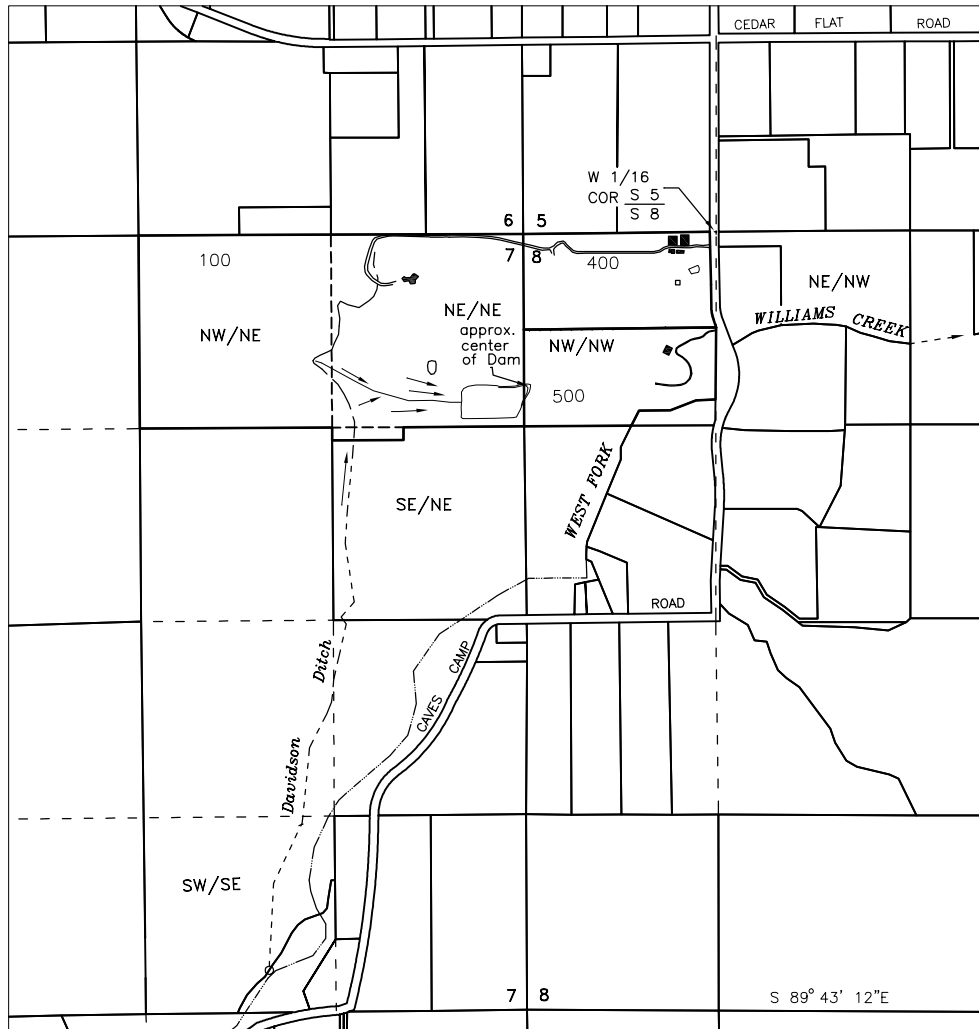 CEDAR FLAT ROAD
W 1/16
COR S 5
S 8
6 5
7 8
100
400
NE/NW
NE/NE
WILLIAMS CREEK
NW/NE
approx.
center
of Dam
NW/NW
500
SE/NE
WEST FORK
ROAD
Ditch
CAMP
CAVES
Davidson
SW/SE
7 8
S 89° 43' 12"E